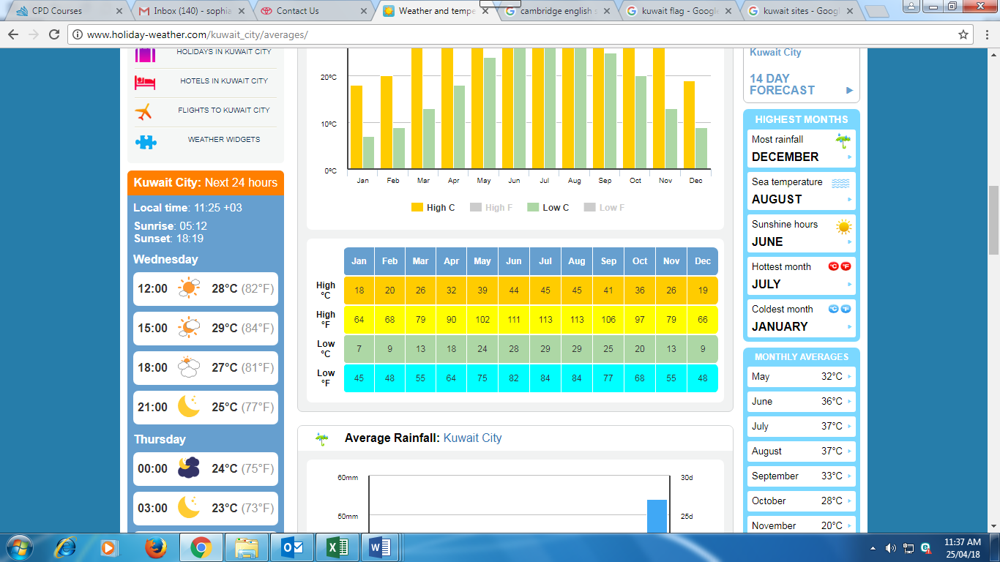 CPD Courses
Inbox (140) - sophia
Contact Us
Weather and tempe
cambridge english s
kuwait flag - Google
kuwait sites - Googl
www.holiday-weather.com/kuwait_city/averages/
HOLIDAYS IN KUWAIT CITY
HOTELS IN KUWAIT CITY
FLIGHTS TO KUWAIT CITY
WEATHER WIDGETS
Kuwait City: Next 24 hours
Local time: 11:25 +03
Sunrise: 05:12
Sunset: 18:19
Wednesday
12:00 28°C (82°F)
15:00 29°C (84°F)
18:00 27°C (81°F)
21:00 25°C (77°F)
Thursday
00:00 24°C (75°F)
03:00 23°C (73°F)
20ºC
10ºC
0ºC
Jan Feb Mar Apr May Jun Jul Aug Sep Oct Nov Dec
High C High F Low C Low F
Jan Feb Mar Apr May Jun Jul Aug Sep Oct Nov Dec
High °C 18 20 26 32 39 44 45 45 41 36 26 19
High °F 64 68 79 90 102 111 113 113 106 97 79 66
Low °C 7 9 13 18 24 28 29 29 25 20 13 9
Low °F 45 48 55 64 75 82 84 84 77 68 55 48
Average Rainfall: Kuwait City
60mm 30d
50mm 25d
Kuwait City
14 DAY
FORECAST
HIGHEST MONTHS
Most rainfall
DECEMBER
Sea temperature
AUGUST
Sunshine hours
JUNE
Hottest month
°C °F
JULY
Coldest month
°C °F
JANUARY
MONTHLY AVERAGES
May 32°C
June 36°C
July 37°C
August 37°C
September 33°C
October 28°C
November 20°C
11:37 AM
25/04/18